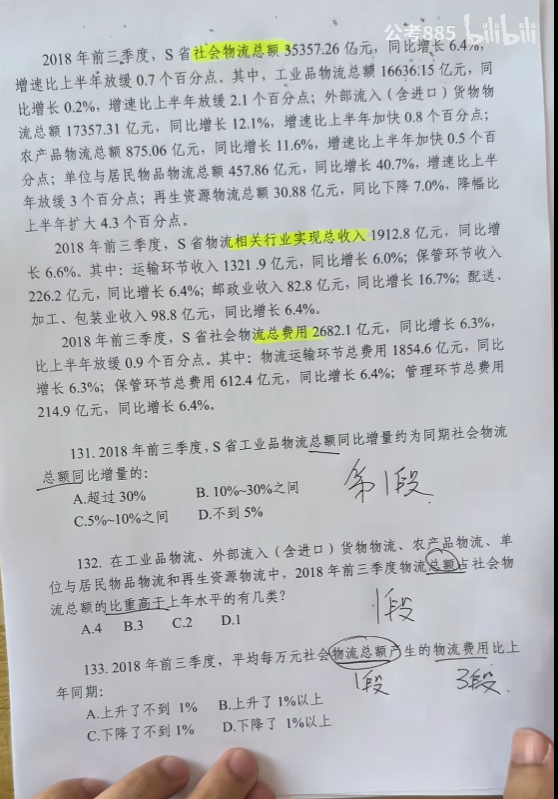 公考885 bilibili
2018 年前三季度，S 省社会物流总额 35357.26 亿元，同比增长 6.4%，
增速比上半年放缓 0.7 个百分点。其中，工业品物流总额 16636.15 亿元，同
比增长 0.2%，增速比上半年放缓 2.1 个百分点；外部流入（含进口）货物物
流总额 17357.31 亿元，同比增长 12.1%，增速比上半年加快 0.8 个百分点；
农产品物流总额 875.06 亿元，同比增长 11.6%，增速比上半年加快 0.5 个百
分点；单位与居民物品物流总额 457.86 亿元，同比增长 40.7%，增速比上半
年放缓 3 个百分点；再生资源物流总额 30.88 亿元，同比下降 7.0%，降幅比
上半年扩大 4.3 个百分点。
2018 年前三季度，S 省物流相关行业实现总收入 1912.8 亿元，同比增
长 6.6%。其中：运输环节收入 1321 .9 亿元，同比增长 6.0%；保管环节收入
226.2 亿元，同比增长 6.4%；邮政业收入 82.8 亿元，同比增长 16.7%；配送、
加工、包装业收入 98.8 亿元，同比增长 6.4%。
2018 年前三季度，S 省社会物流总费用 2682.1 亿元，同比增长 6.3%，
比上半年放缓 0.9 个百分点。其中：物流运输环节总费用 1854.6 元，同比
增长 6.3%；保管环节总费用 612.4 亿元，同比增长 6.4%；管理环节总费用
214.9 亿元，同比增长 6.4%。
131. 2018 年前三季度，S 省工业品物流总额同比增量约为同期社会物流
总额同比增量的：
A.超过 30% B. 10%~30%之间
第1段
C.5%~10%之间 D.不到 5%
132. 在工业品物流、外部流入（含进口）货物物流、农产品物流、单
位与居民物品物流和再生资源物流中，2018 年前三季度物流总额占社会物
流总额的比重高于上年水平的有几类？
1段
A.4 B.3 C.2 D.1
133. 2018 年前三季度，平均每万元社会物流总额产生的物流费用比上
年同期：
1段 3段
A.上升了不到 1% B.上升了 1%以上
C.下降了不到 1% D.下降了 1%以上